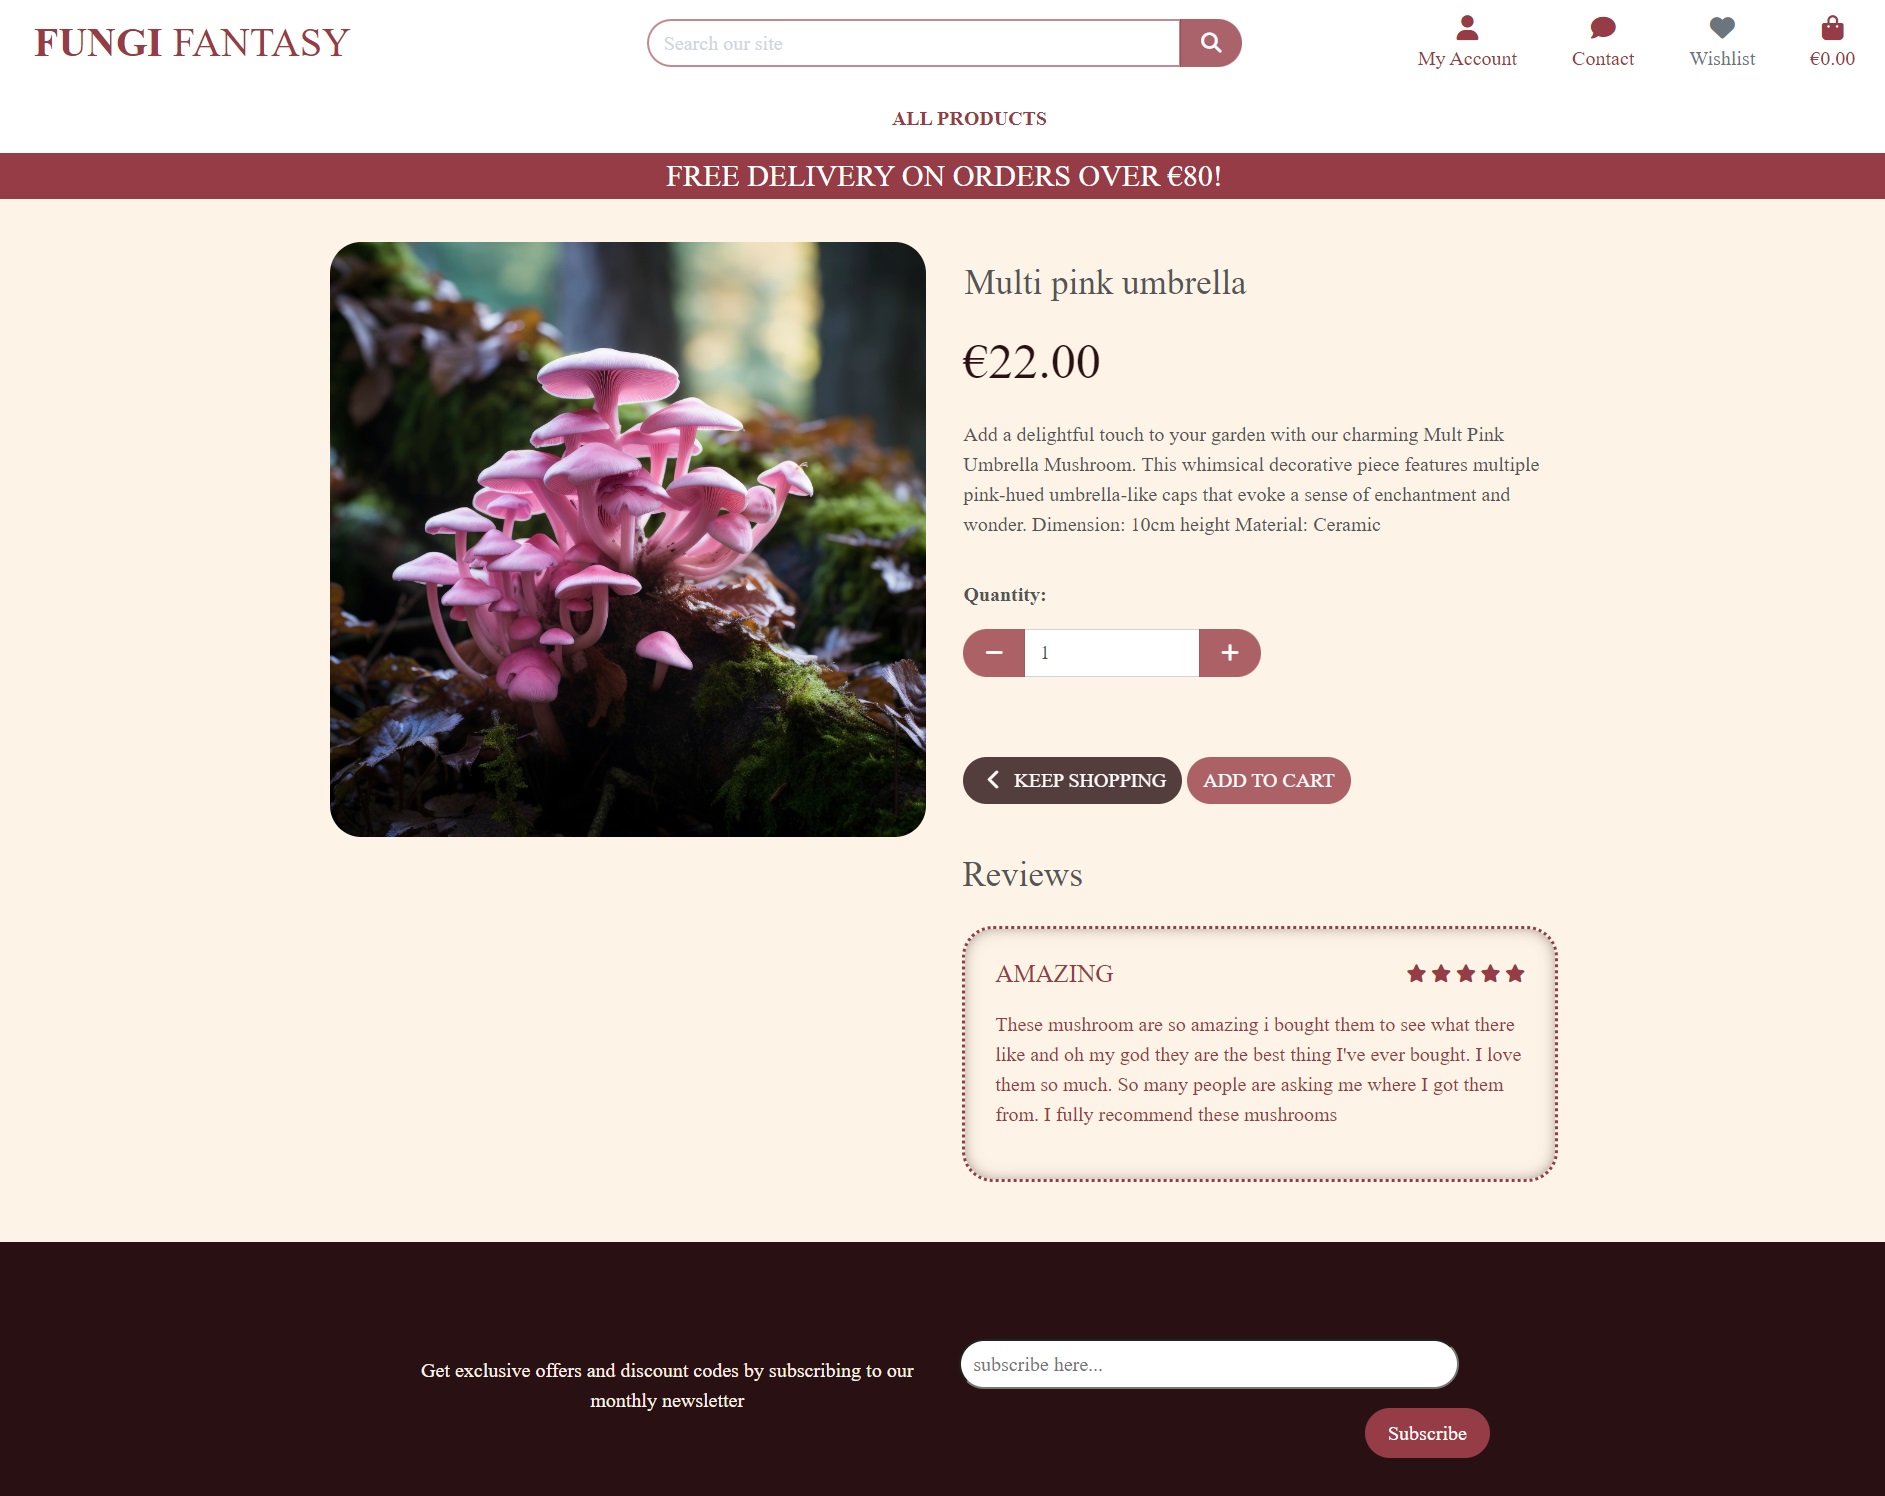 FUNGI FANTASY
Search our site
My Account
Contact
Wishlist
€0.00
ALL PRODUCTS
FREE DELIVERY ON ORDERS OVER €80!
Multi pink umbrella
€22.00
Add a delightful touch to your garden with our charming Mult Pink
Umbrella Mushroom. This whimsical decorative piece features multiple
pink-hued umbrella-like caps that evoke a sense of enchantment and
wonder. Dimension: 10cm height Material: Ceramic
Quantity:
1
KEEP SHOPPING
ADD TO CART
Reviews
AMAZING
These mushroom are so amazing i bought them to see what there
like and oh my god they are the best thing I've ever bought. I love
them so much. So many people are asking me where I got them
from. I fully recommend these mushrooms
Get exclusive offers and discount codes by subscribing to our
monthly newsletter
subscribe here...
Subscribe